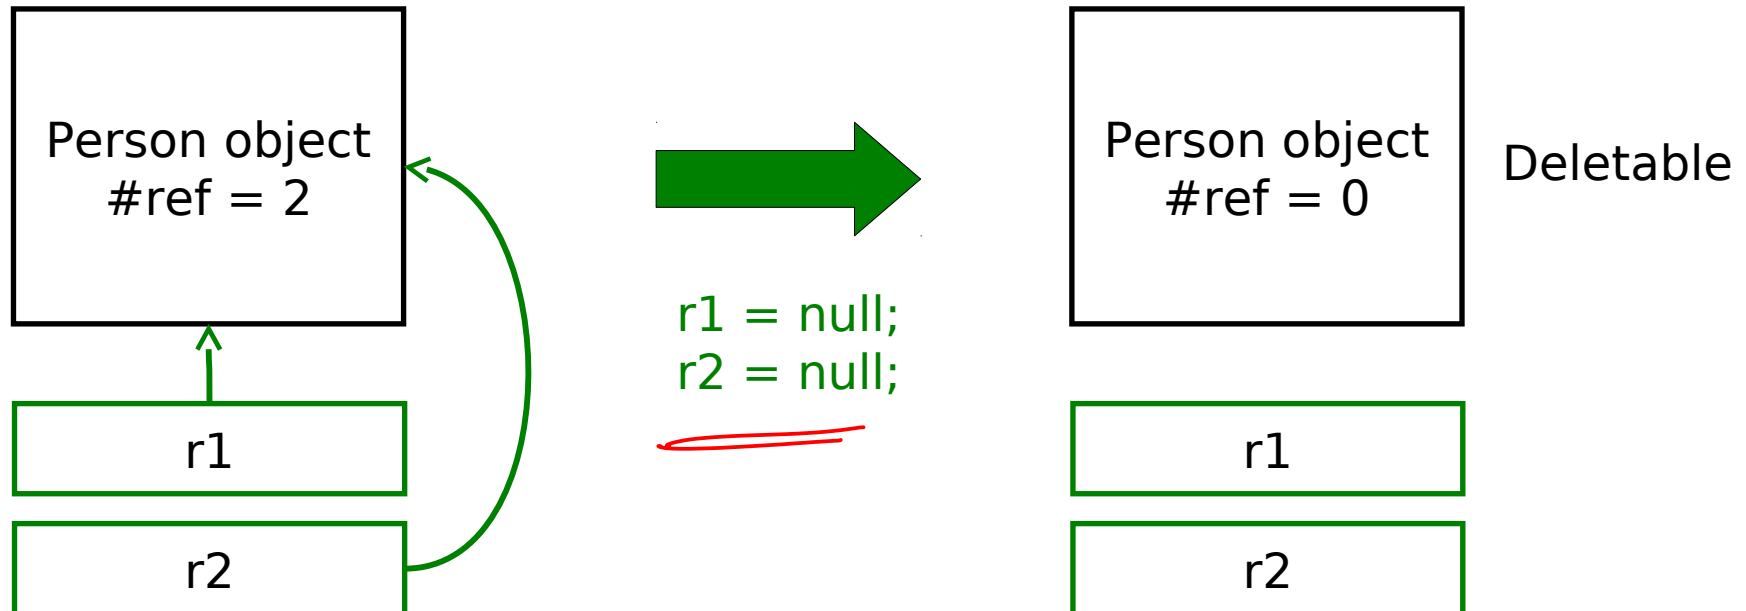 Person object
#ref = 2
r1
r2
r1 = null;
r2 = null;
Person object
#ref = 0
Deletable
r1
r2